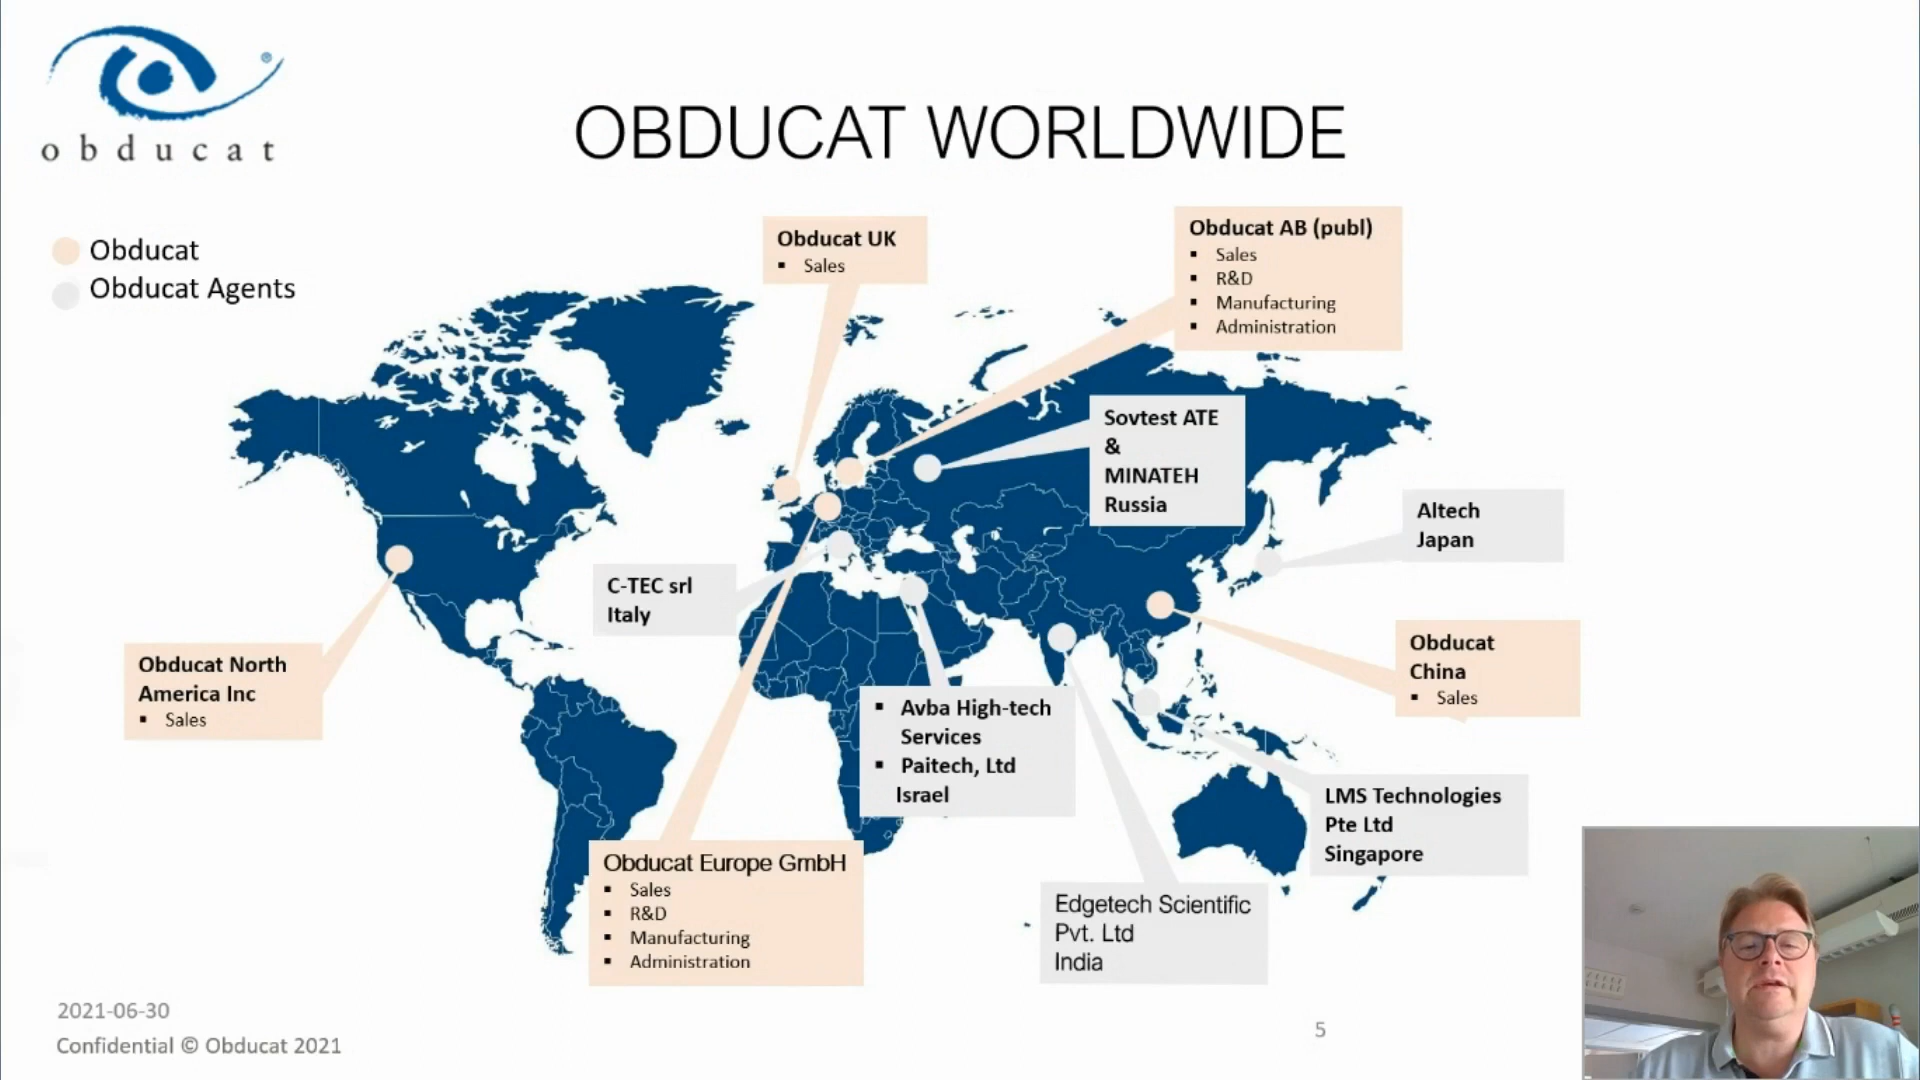 obducat
®
OBDUCAT WORLDWIDE
Obducat
Obducat Agents
Obducat UK
▪ Sales
Obducat AB (publ)
▪ Sales
▪ R&D
▪ Manufacturing
▪ Administration
Sovtest ATE
&
MINATEH
Russia
Altech
Japan
C-TEC srl
Italy
Obducat North
America Inc
▪ Sales
Obducat
China
▪ Sales
▪ Avba High-tech
Services
▪ Paitech, Ltd
Israel
LMS Technologies
Pte Ltd
Singapore
Obducat Europe GmbH
▪ Sales
▪ R&D
▪ Manufacturing
▪ Administration
Edgetech Scientific
Pvt. Ltd
India
2021-06-30
Confidential © Obducat 2021
5